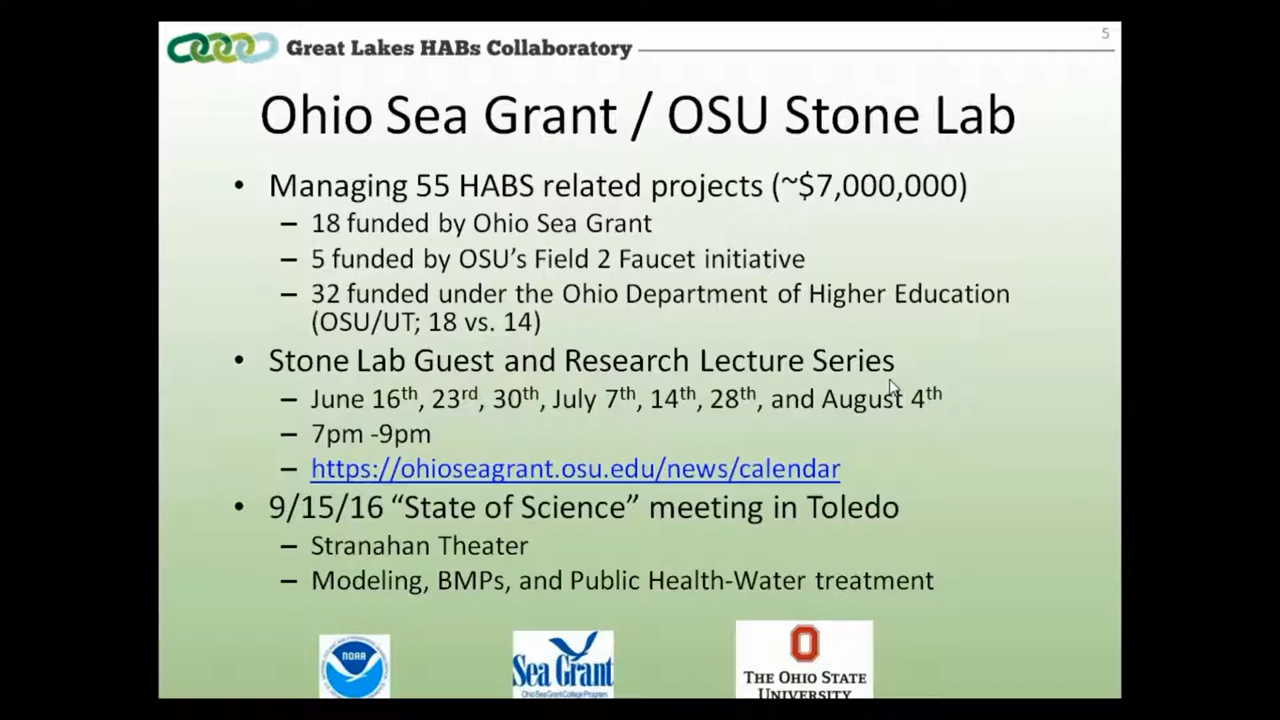 5
Great Lakes HABs Collaboratory
Ohio Sea Grant / OSU Stone Lab
• Managing 55 HABS related projects (~$7,000,000)
– 18 funded by Ohio Sea Grant
– 5 funded by OSU’s Field 2 Faucet initiative
– 32 funded under the Ohio Department of Higher Education
(OSU/UT; 18 vs. 14)
• Stone Lab Guest and Research Lecture Series
– June 16th, 23rd, 30th, July 7th, 14th, 28th, and August 4th
– 7pm -9pm
– https://ohioseagrant.osu.edu/news/calendar
• 9/15/16 “State of Science” meeting in Toledo
– Stranahan Theater
– Modeling, BMPs, and Public Health-Water treatment
NOAA
Sea Grant
Ohio Sea Grant College Program
THE OHIO STATE
UNIVERSITY